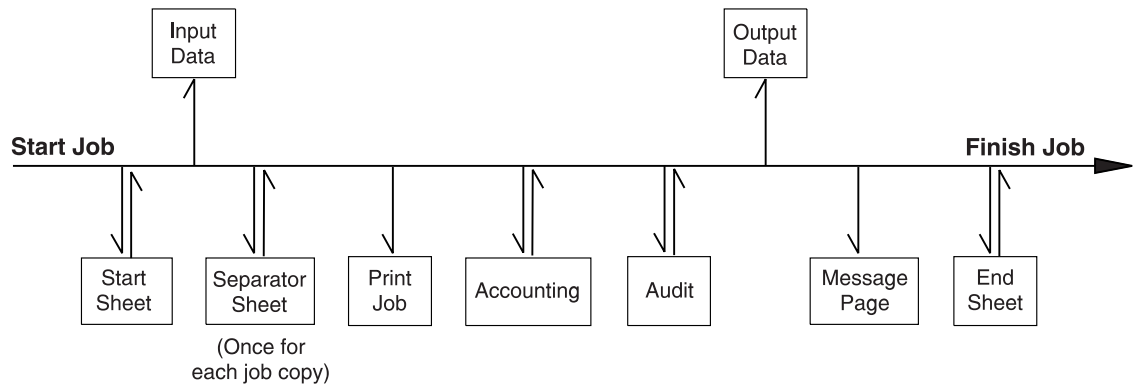 Input
Data
Output
Data
Start Job
Finish Job
Start
Sheet
Separator
Sheet
(Once for
each job copy)
Print
Job
Accounting
Audit
Message
Page
End
Sheet